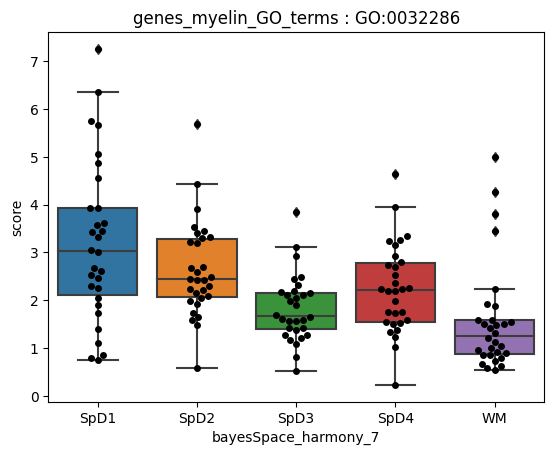 genes_myelin_GO_terms : GO:0032286
7
6
5
4
3
2
1
0
score
SpD1 SpD2 SpD3 SpD4 WM
bayesSpace_harmony_7